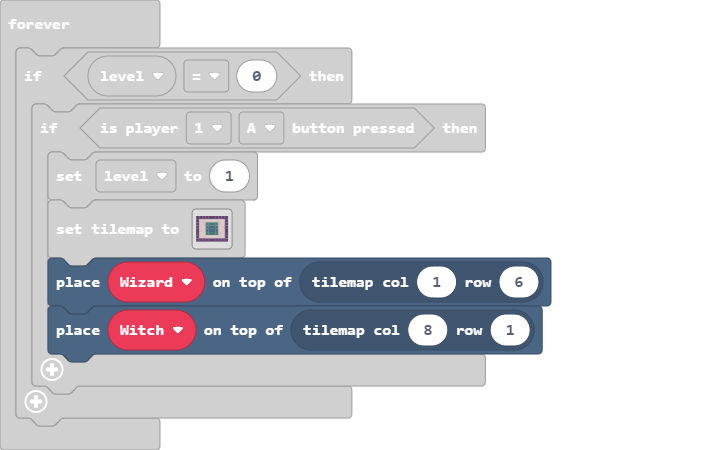 forever
if level = 0 then
if is player 1 A button pressed then
set level to 1
set tilemap to
place Wizard on top of tilemap col 1 row 6
place Witch on top of tilemap col 8 row 1